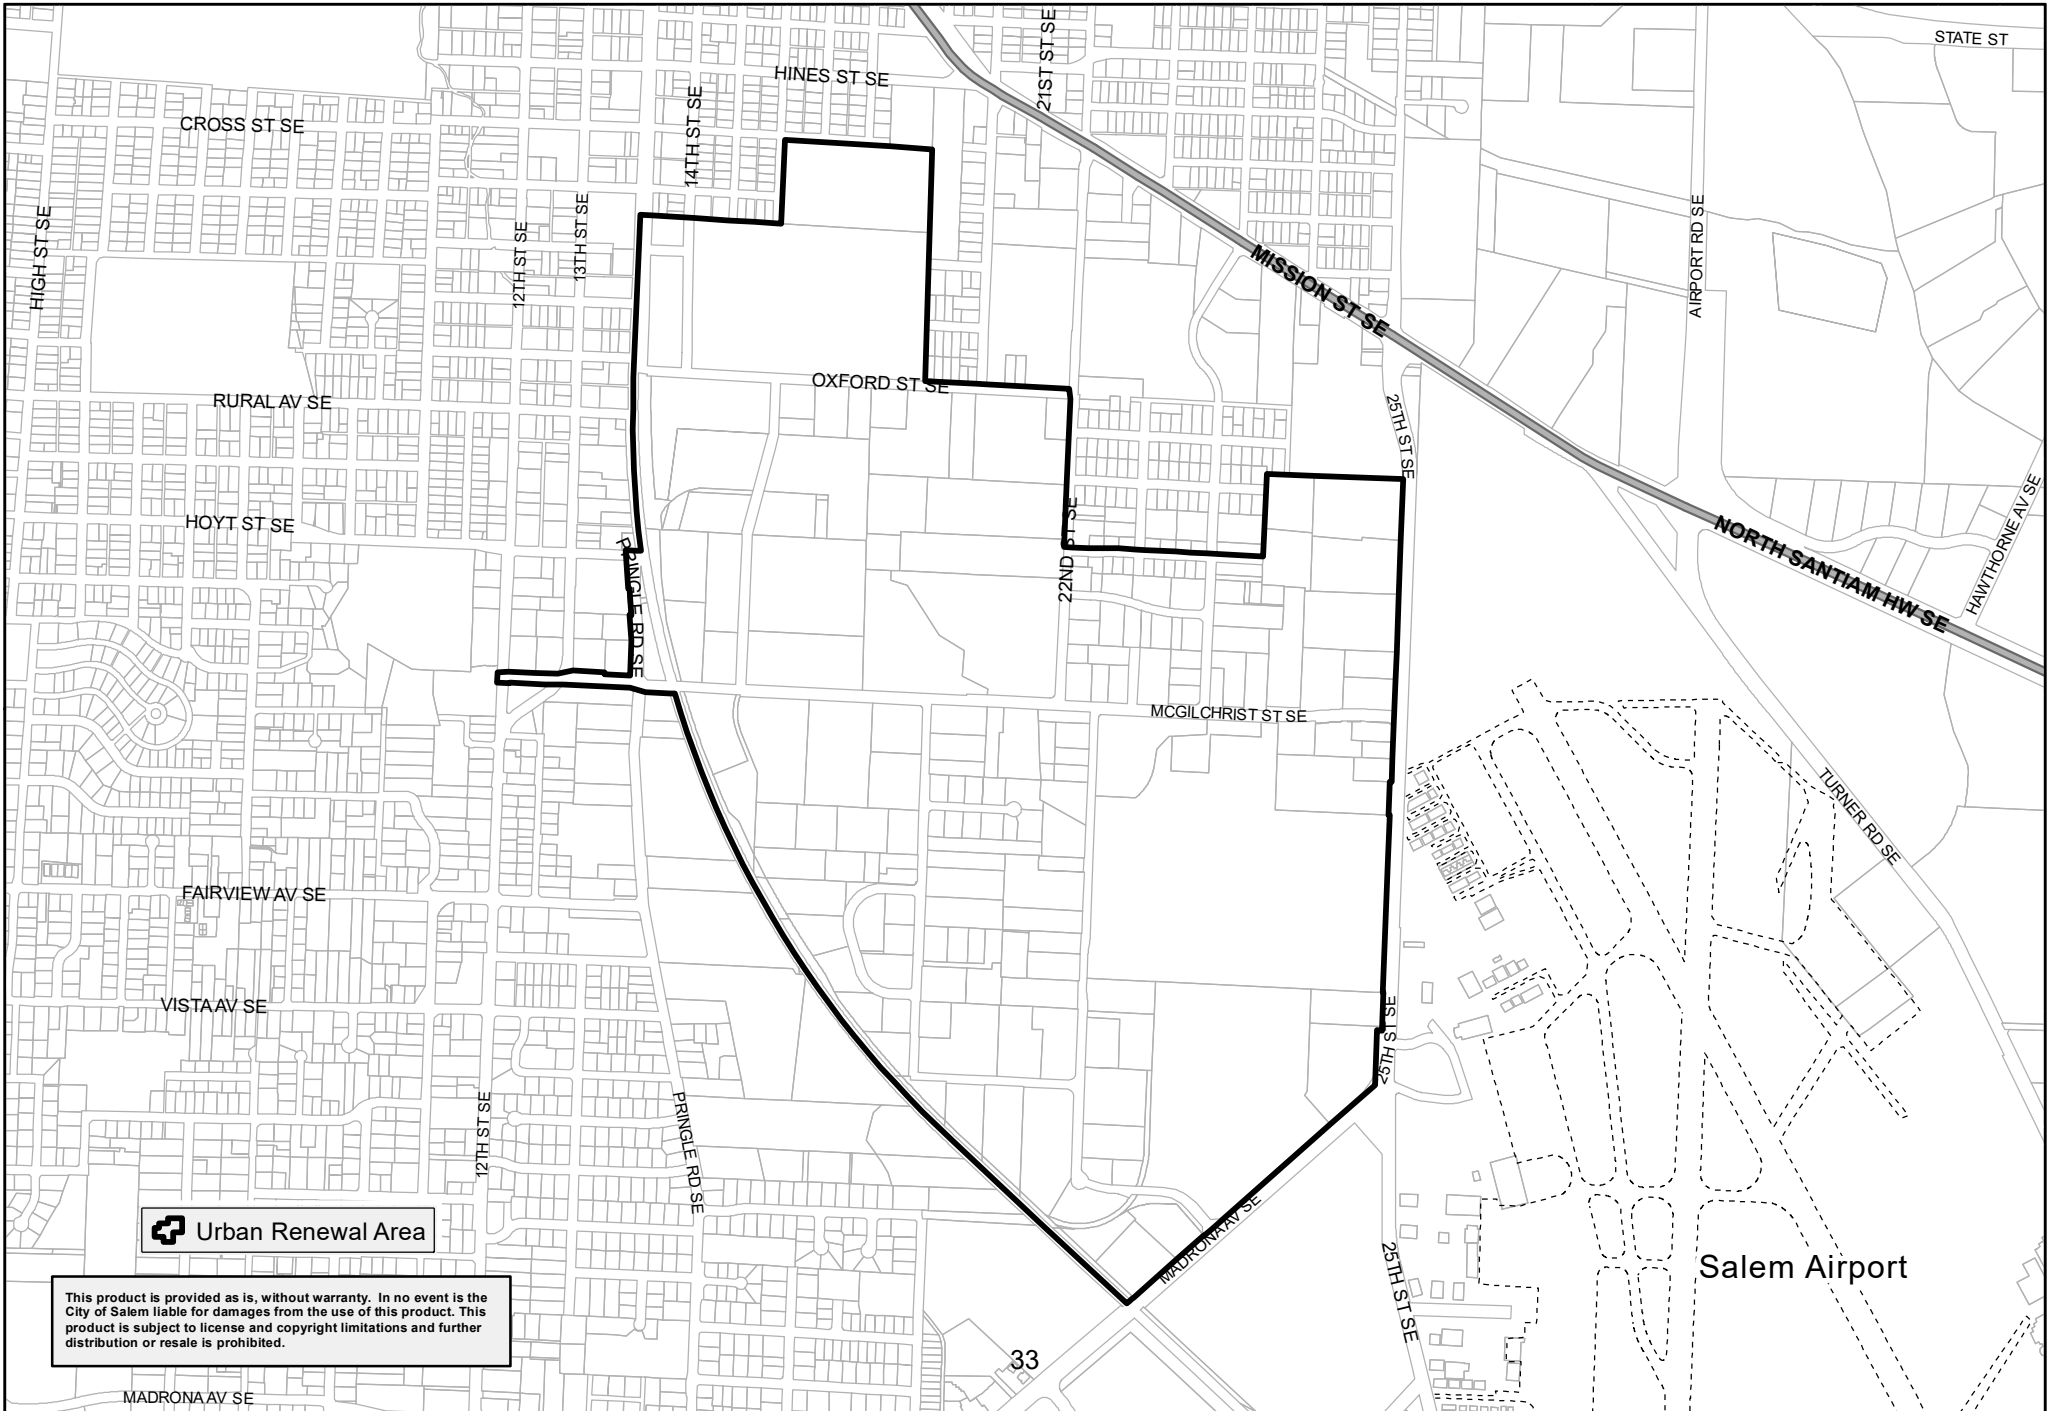 STATE ST
HINES ST SE
21ST ST SE
CROSS ST SE
14TH ST SE
HIGH ST SE
12TH ST SE
13TH ST SE
AIRPORT RD SE
MISSION ST SE
OXFORD ST SE
RURAL AV SE
25TH ST SE
HOYT ST SE
22ND ST SE
PRINGLE RD SE
NORTH SANTIAM HW SE
HAWTHORNE AV SE
MCGILCHRIST ST SE
TURNER RD SE
FAIRVIEW AV SE
VISTA AV SE
25TH ST SE
12TH ST SE
PRINGLE RD SE
MADRONA AV SE
Urban Renewal Area
25TH ST SE
Salem Airport
This product is provided as is, without warranty. In no event is the
City of Salem liable for damages from the use of this product. This
product is subject to license and copyright limitations and further
distribution or resale is prohibited.
33
MADRONA AV SE